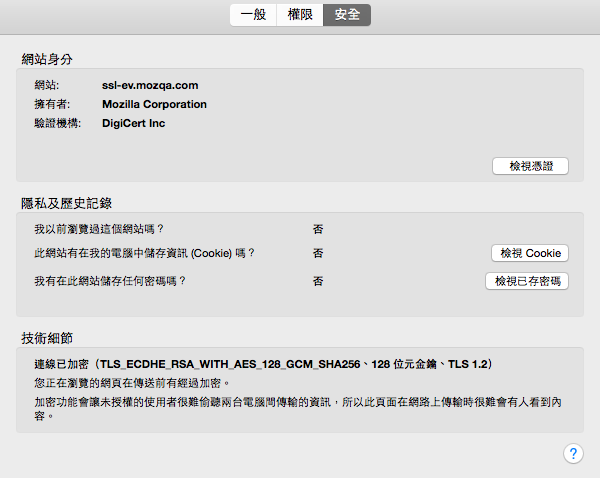 一般 權限 安全
網站身分
網站: ssl-ev.mozqa.com
擁有者: Mozilla Corporation
驗證機構: DigiCert Inc
檢視憑證
隱私及歷史記錄
我以前瀏覽過這個網站嗎？ 否
此網站有在我的電腦中儲存資訊 (Cookie) 嗎？ 否 檢視 Cookie
我有在此網站儲存任何密碼嗎？ 否 檢視已存密碼
技術細節
連線已加密（TLS_ECDHE_RSA_WITH_AES_128_GCM_SHA256、128 位元金鑰、TLS 1.2）
您正在瀏覽的網頁在傳送前有經過加密。
加密功能會讓未授權的使用者很難偷聽兩台電腦間傳輸的資訊，所以此頁面在網路上傳輸時很難會有人看到內
容。
?